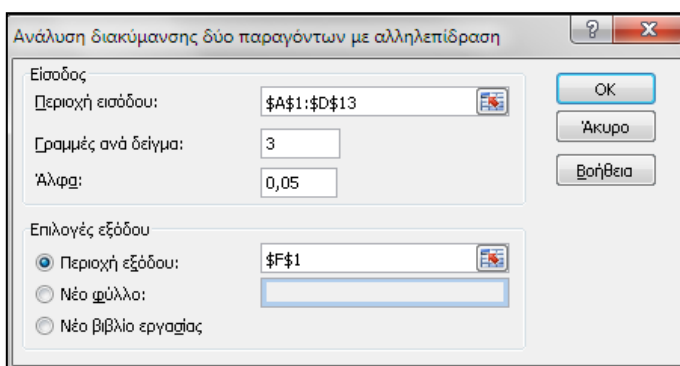 Ανάλυση διακύμανσης δύο παραγόντων με αλληλεπίδραση
Είσοδος
Περιοχή εισόδου: $A$1:$D$13
Γραμμές ανά δείγμα: 3
Άλφα: 0,05
OK
Άκυρο
Βοήθεια
Επιλογές εξόδου
Περιοχή εξόδου: $F$1
Νέο φύλλο:
Νέο βιβλίο εργασίας